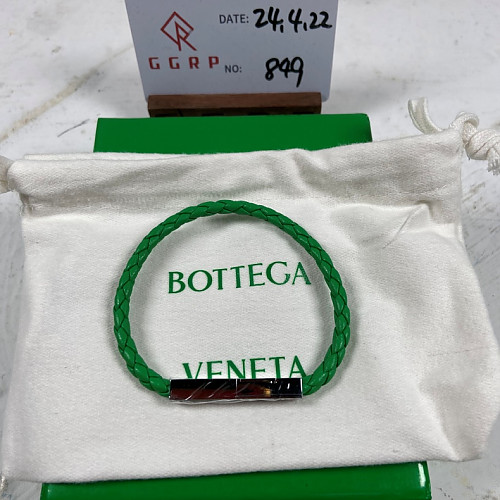 DATE: 24,4,22
GGRP NO: 849
BOTTEGA
VENETA